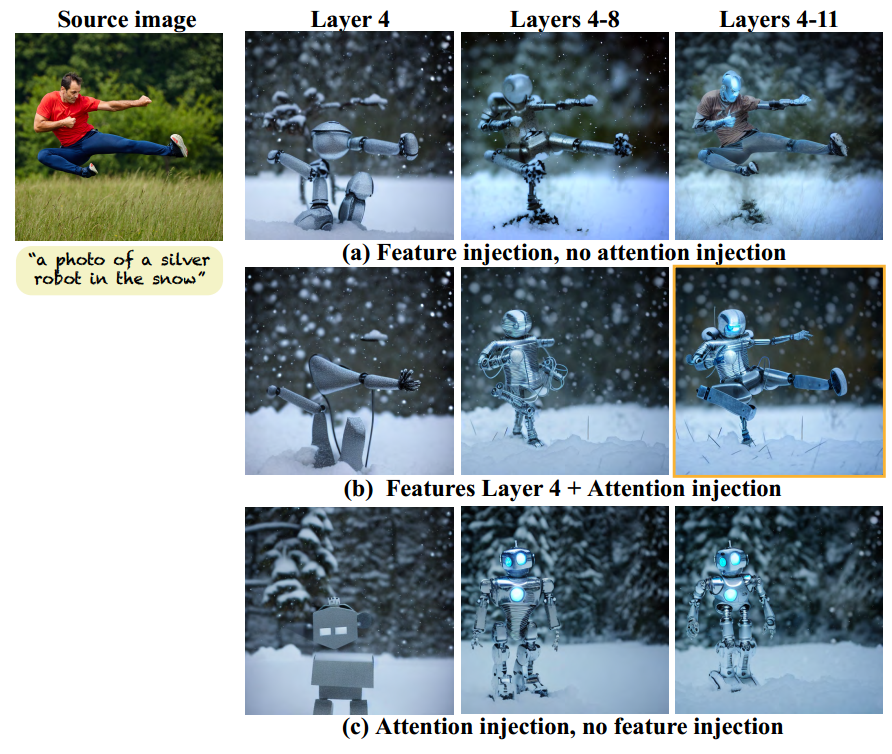 Source image
Layer 4
Layers 4-8
Layers 4-11
(a) Feature injection, no attention injection
"a photo of a silver
robot in the snow"
(b) Features Layer 4 + Attention injection
(c) Attention injection, no feature injection